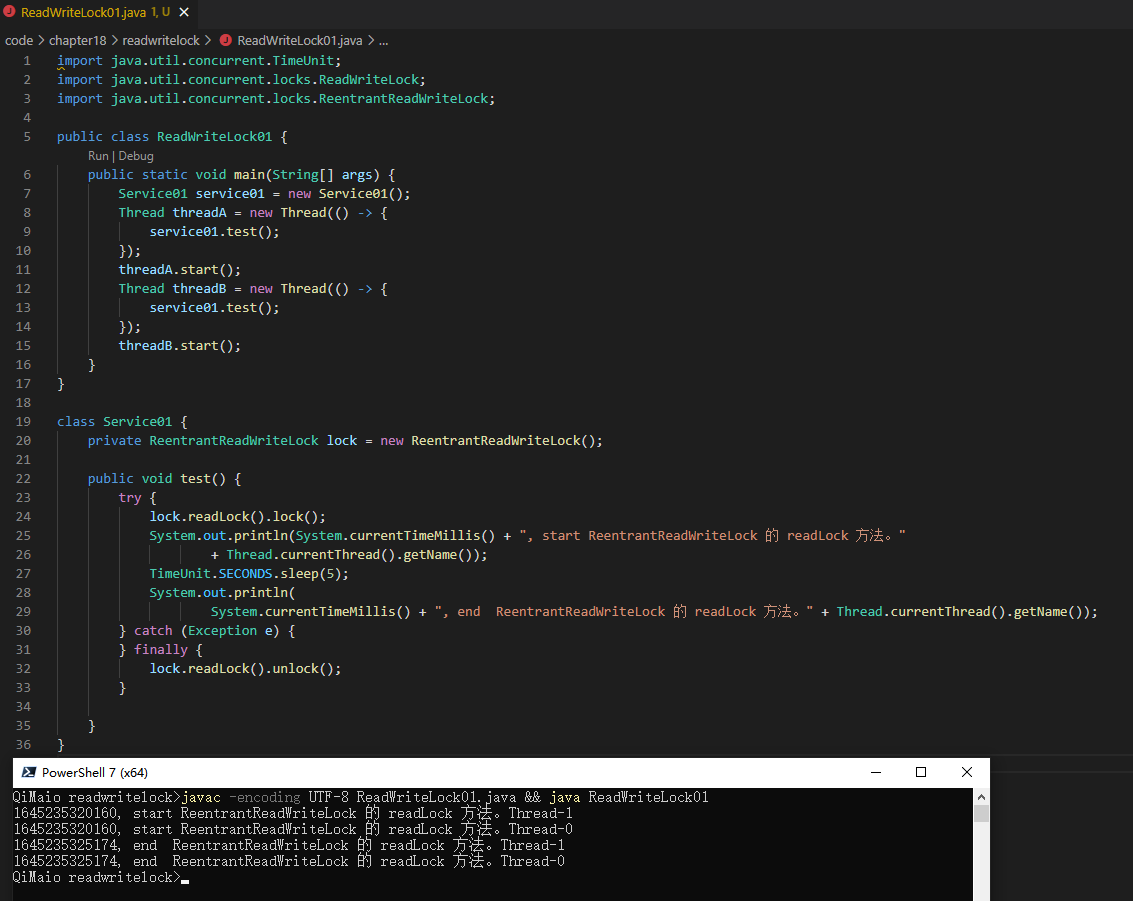 ReadWriteLock01.java 1, U
code > chapter18 > readwritelock > ReadWriteLock01.java > ...
1 import java.util.concurrent.TimeUnit;
2 import java.util.concurrent.locks.ReadWriteLock;
3 import java.util.concurrent.locks.ReentrantReadWriteLock;
4
5 public class ReadWriteLock01 {
Run | Debug
6 public static void main(String[] args) {
7 Service01 service01 = new Service01();
8 Thread threadA = new Thread(() -> {
9 service01.test();
10 });
11 threadA.start();
12 Thread threadB = new Thread(() -> {
13 service01.test();
14 });
15 threadB.start();
16 }
17 }
18
19 class Service01 {
20 private ReentrantReadWriteLock lock = new ReentrantReadWriteLock();
21
22 public void test() {
23 try {
24 lock.readLock().lock();
25 System.out.println(System.currentTimeMillis() + ", start ReentrantReadWriteLock 的 readLock 方法。"
26 + Thread.currentThread().getName());
27 TimeUnit.SECONDS.sleep(5);
28 System.out.println(
29 System.currentTimeMillis() + ", end  ReentrantReadWriteLock 的 readLock 方法。" + Thread.currentThread().getName());
30 } catch (Exception e) {
31 } finally {
32 lock.readLock().unlock();
33 }
34
35 }
36 }
PowerShell 7 (x64)
QiMaio readwritelock>javac -encoding UTF-8 ReadWriteLock01.java && java ReadWriteLock01
1645235320160, start ReentrantReadWriteLock 的 readLock 方法。Thread-1
1645235320160, start ReentrantReadWriteLock 的 readLock 方法。Thread-0
1645235325174, end  ReentrantReadWriteLock 的 readLock 方法。Thread-1
1645235325174, end  ReentrantReadWriteLock 的 readLock 方法。Thread-0
QiMaio readwritelock>